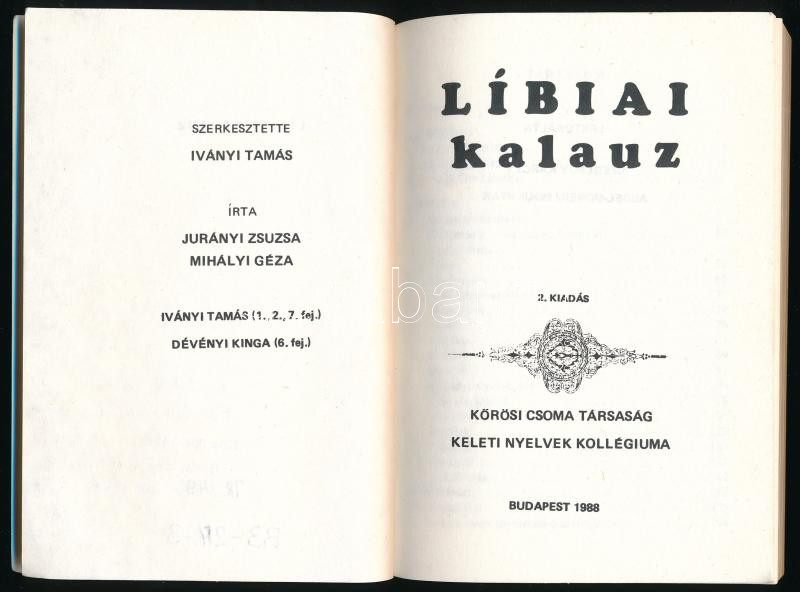 SZERKESZTETTE
IVÁNYI TAMÁS
ÍRTA
JURÁNYI ZSUZSA
MIHÁLYI GÉZA
IVÁNYI TAMÁS (1., 2., 7. fej.)
DÉVÉNYI KINGA (6. fej.)
LÍBIAI
kalauz
2. KIADÁS
KŐRÖSI CSOMA TÁRSASÁG
KELETI NYELVEK KOLLÉGIUMA
BUDAPEST 1988